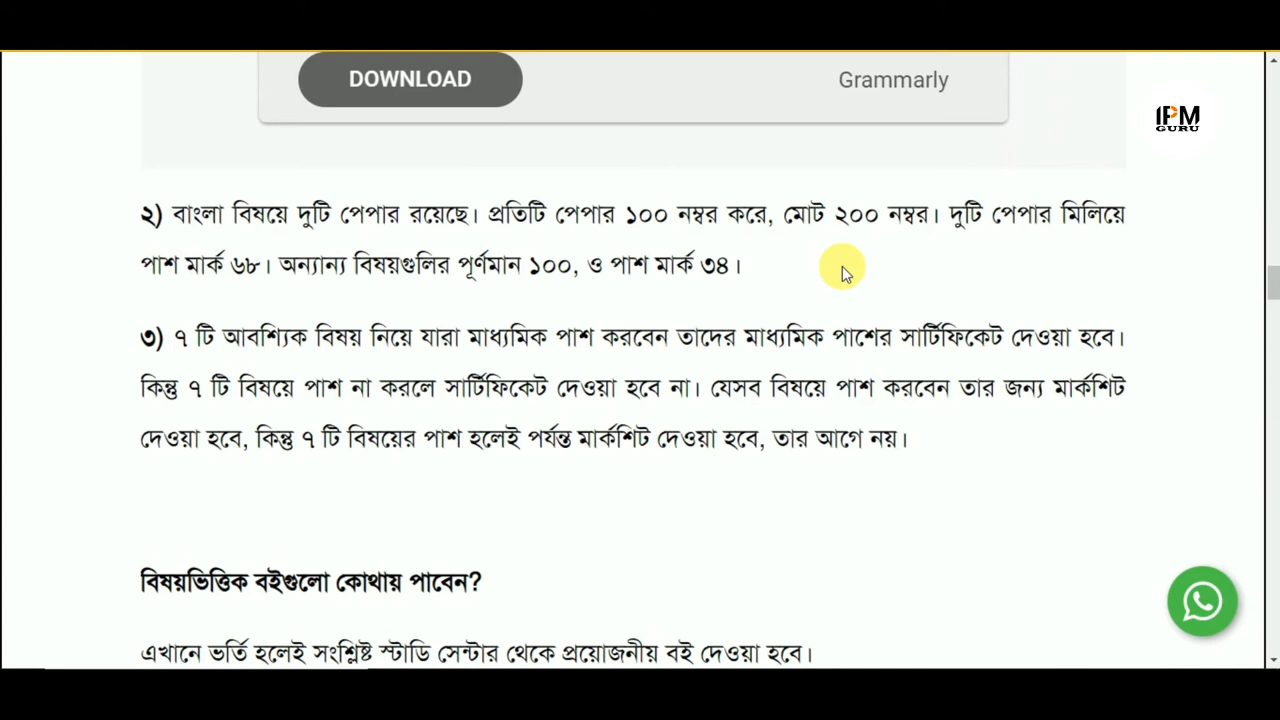 DOWNLOAD
Grammarly
IPM
GURU
২) বাংলা বিষয়ে দুটি পেপার রয়েছে। প্রতিটি পেপার ১০০ নম্বর করে, মোট ২০০ নম্বর। দুটি পেপার মিলিয়ে
পাশ মার্ক ৬৮। অন্যান্য বিষয়গুলির পূর্ণমান ১০০, ও পাশ মার্ক ৩৪।
৩) ৭ টি আবশ্যিক বিষয় নিয়ে যারা মাধ্যমিক পাশ করবেন তাদের মাধ্যমিক পাশের সার্টিফিকেট দেওয়া হবে।
কিন্তু ৭ টি বিষয়ে পাশ না করলে সার্টিফিকেট দেওয়া হবে না। যেসব বিষয়ে পাশ করবেন তার জন্য মার্কশিট
দেওয়া হবে, কিন্তু ৭ টি বিষয়ের পাশ হলেই পর্যন্ত মার্কশিট দেওয়া হবে, তার আগে নয়।
বিষয়ভিত্তিক বইগুলো কোথায় পাবেন?
এখানে ভর্তি হলেই সংশ্লিষ্ট স্টাডি সেন্টার থেকে প্রয়োজনীয় বই দেওয়া হবে।